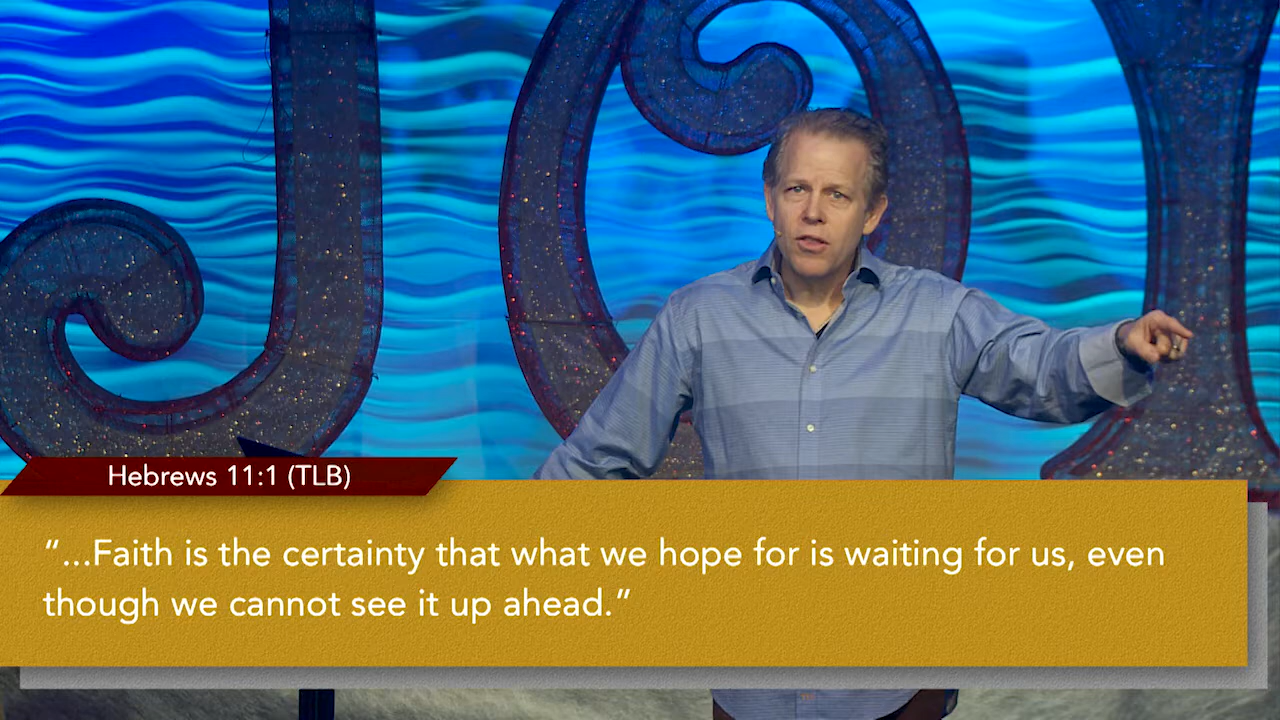 JOY
Hebrews 11:1 (TLB)
“...Faith is the certainty that what we hope for is waiting for us, even
though we cannot see it up ahead.”